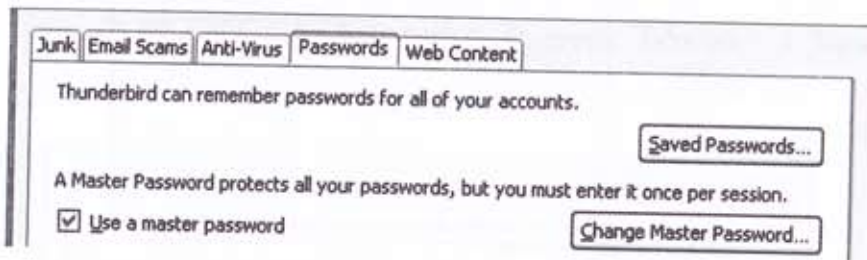 Junk Email Scams Anti-Virus Passwords Web Content
Thunderbird can remember passwords for all of your accounts.
Saved Passwords...
A Master Password protects all your passwords, but you must enter it once per session.
Use a master password Change Master Password...